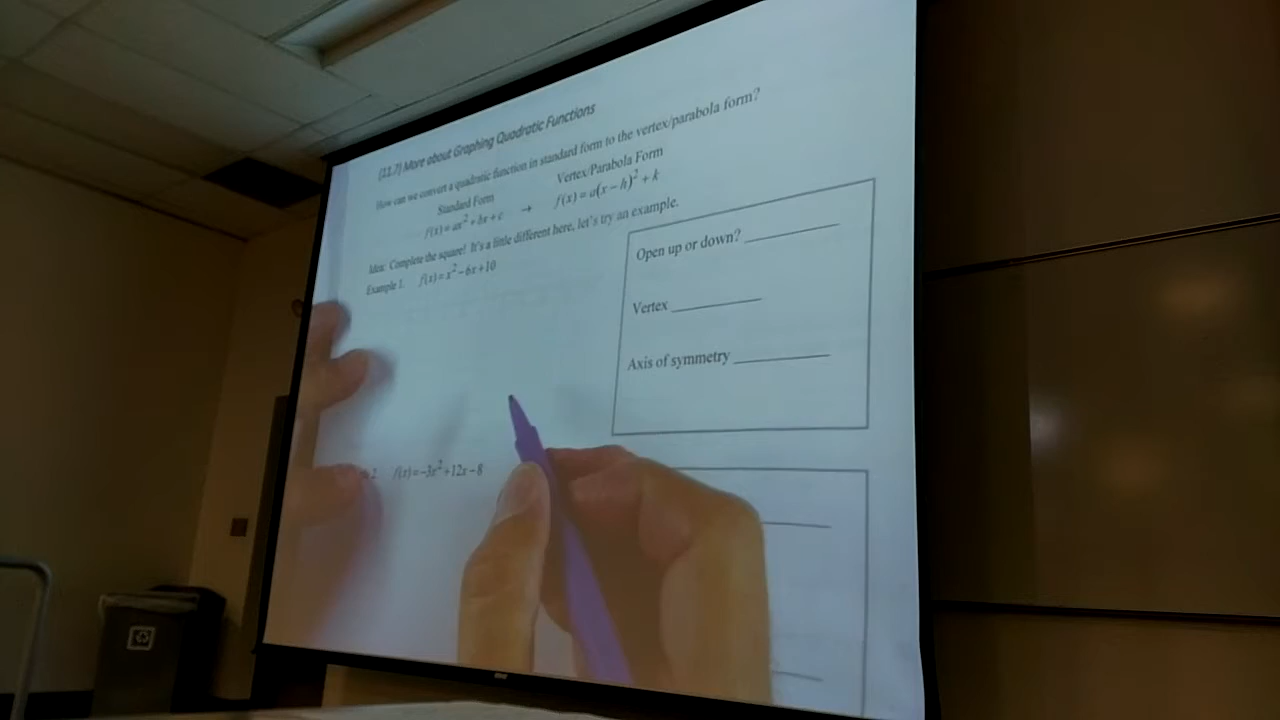 (11.7) More about Graphing Quadratic Functions
How can we convert a quadratic function in standard form to the vertex/parabola form?
Standard Form Vertex/Parabola Form
f(x) = ax² + bx + c → f(x) = a(x − h)² + k
Idea: Complete the square! It's a little different here, let's try an example.
Example 1. f(x) = x² − 6x + 10
Open up or down?
Vertex
Axis of symmetry
2. f(x) = −3x² + 12x − 8